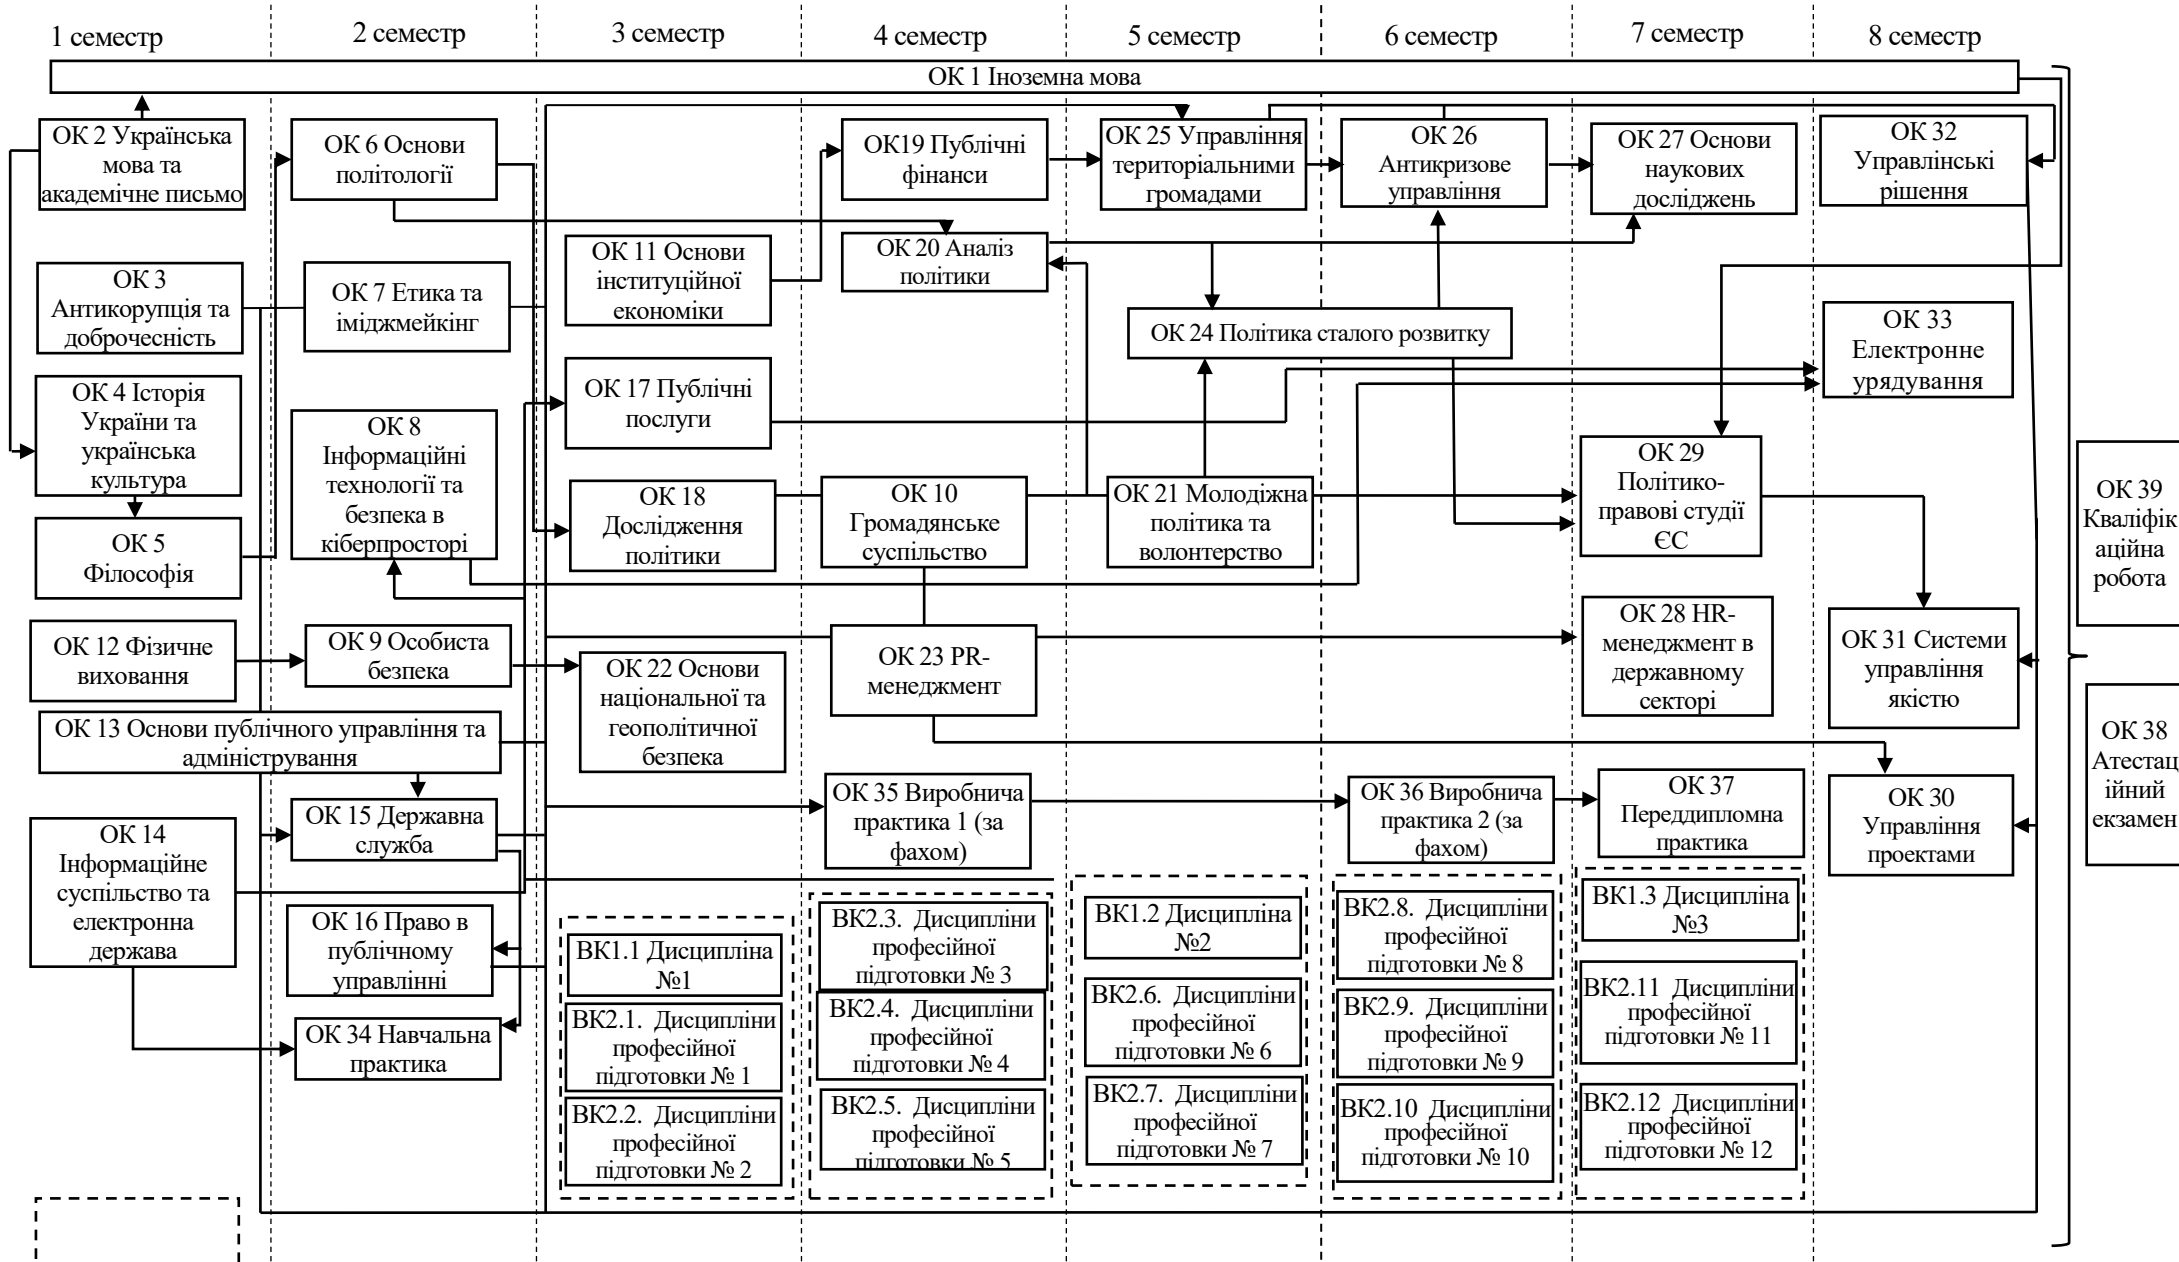 1 семестр
2 семестр
3 семестр
4 семестр
5 семестр
6 семестр
7 семестр
8 семестр
ОК 1 Іноземна мова
ОК 2 Українська
мова та
академічне письмо
ОК 3
Антикорупція та
доброчесність
ОК 4 Історія
України та
українська
культура
ОК 5
Філософія
ОК 12 Фізичне
виховання
ОК 13 Основи публічного управління та
адміністрування
ОК 14
Інформаційне
суспільство та
електронна
держава
ОК 6 Основи
політології
ОК 7 Етика та
іміджмейкінг
ОК 8
Інформаційні
технології та
безпека в
кіберпросторі
ОК 9 Особиста
безпека
ОК 15 Державна
служба
ОК 16 Право в
публічному
управлінні
ОК 34 Навчальна
практика
ОК 11 Основи
інституційної
економіки
ОК 17 Публічні
послуги
ОК 18
Дослідження
політики
ОК 22 Основи
національної та
геополітичної
безпека
ВК1.1 Дисципліна
№1
ВК2.1. Дисципліни
професійної
підготовки № 1
ВК2.2. Дисципліни
професійної
підготовки № 2
ОК19 Публічні
фінанси
ОК 20 Аналіз
політики
ОК 10
Громадянське
суспільство
ОК 23 PR-
менеджмент
ОК 35 Виробнича
практика 1 (за
фахом)
ВК2.3. Дисципліни
професійної
підготовки № 3
ВК2.4. Дисципліни
професійної
підготовки № 4
ВК2.5. Дисципліни
професійної
підготовки № 5
ОК 25 Управління
територіальними
громадами
ОК 24 Політика сталого розвитку
ОК 21 Молодіжна
політика та
волонтерство
ВК1.2 Дисципліна
№2
ВК2.6. Дисципліни
професійної
підготовки № 6
ВК2.7. Дисципліни
професійної
підготовки № 7
ОК 26
Антикризове
управління
ОК 36 Виробнича
практика 2 (за
фахом)
ВК2.8. Дисципліни
професійної
підготовки № 8
ВК2.9. Дисципліни
професійної
підготовки № 9
ВК2.10 Дисципліни
професійної
підготовки № 10
ОК 27 Основи
наукових
досліджень
ОК 29
Політико-
правові студії
ЄС
ОК 28 HR-
менеджмент в
державному
секторі
ОК 37
Переддипломна
практика
ВК1.3 Дисципліна
№3
ВК2.11 Дисципліни
професійної
підготовки № 11
ВК2.12 Дисципліни
професійної
підготовки № 12
ОК 32
Управлінські
рішення
ОК 33
Електронне
урядування
ОК 31 Системи
управління
якістю
ОК 30
Управління
проектами
ОК 39
Кваліфік
аційна
робота
ОК 38
Атестац
ійний
екзамен